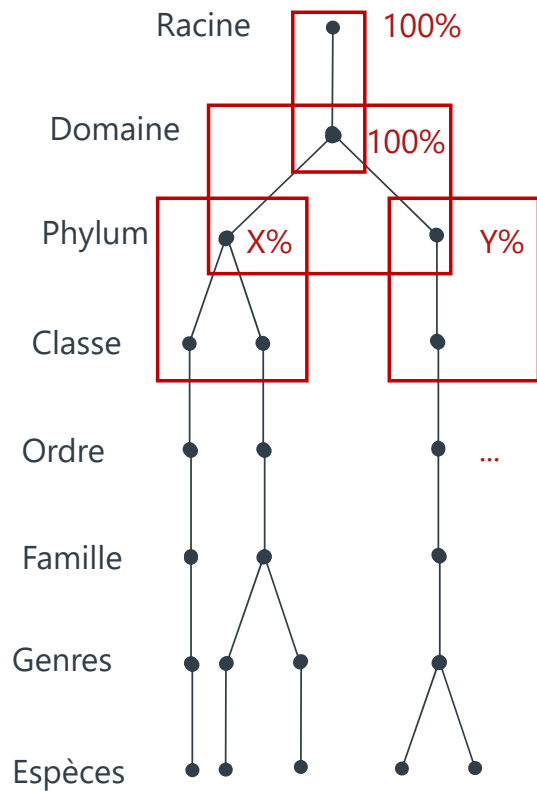 Racine 100%
Domaine 100%
Phylum X% Y%
Classe
Ordre ...
Famille
Genres
Espèces